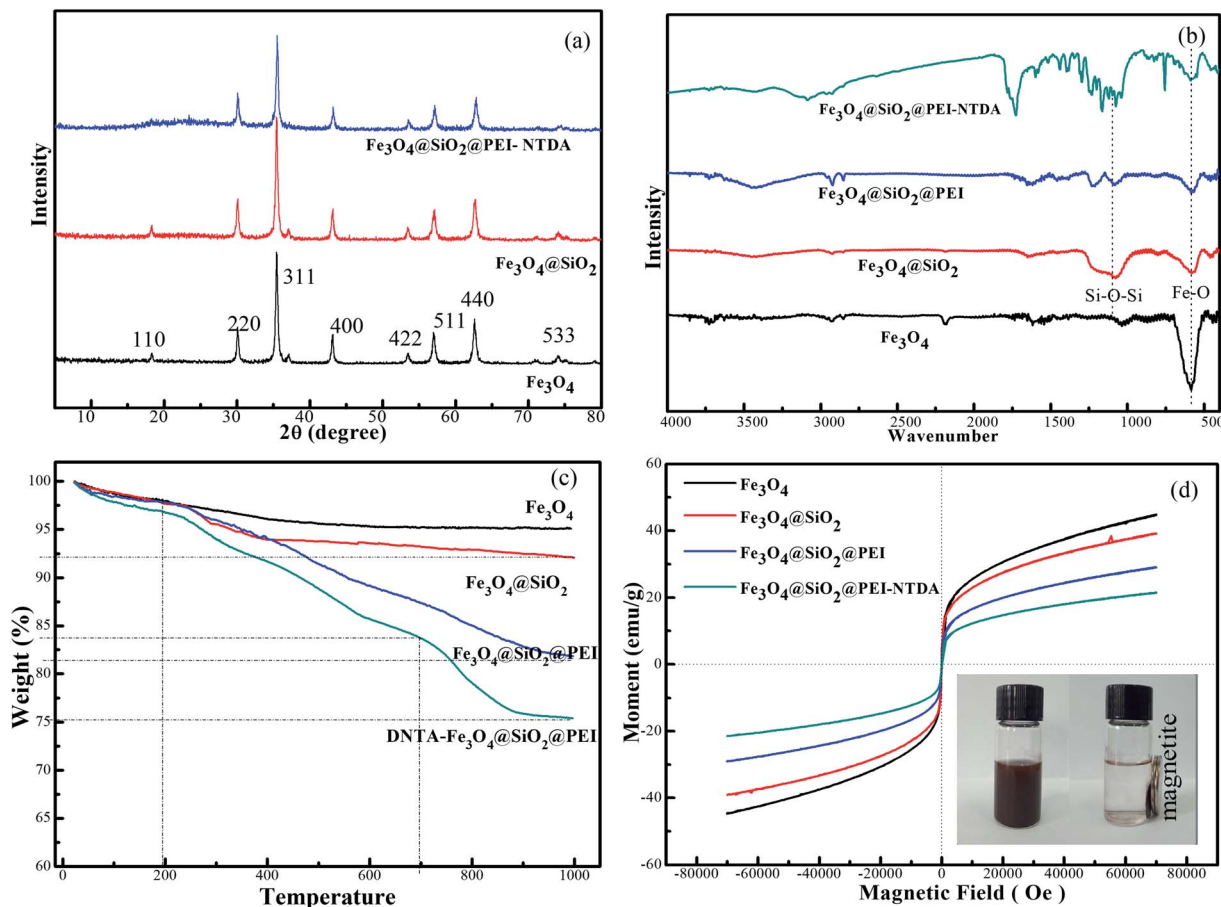 (a)
Intensity
Fe₃O₄@SiO₂@PEI- NTDA
Fe₃O₄@SiO₂
110
220
311
400
422
511
440
533
Fe₃O₄
10 20 30 40 50 60 70 80
2θ (degree)
(b)
Intensity
Fe₃O₄@SiO₂@PEI-NTDA
Fe₃O₄@SiO₂@PEI
Fe₃O₄@SiO₂
Si-O-Si
Fe-O
Fe₃O₄
4000 3500 3000 2500 2000 1500 1000 500
Wavenumber
(c)
Weight (%)
100
95
90
85
80
75
70
65
60
Fe₃O₄
Fe₃O₄@SiO₂
Fe₃O₄@SiO₂@PEI
DNTA-Fe₃O₄@SiO₂@PEI
0 200 400 600 800 1000
Temperature
(d)
Moment (emu/g)
60
40
20
0
-20
-40
-60
Fe₃O₄
Fe₃O₄@SiO₂
Fe₃O₄@SiO₂@PEI
Fe₃O₄@SiO₂@PEI-NTDA
magnetite
-80000 -60000 -40000 -20000 0 20000 40000 60000 80000
Magnetic Field ( Oe )